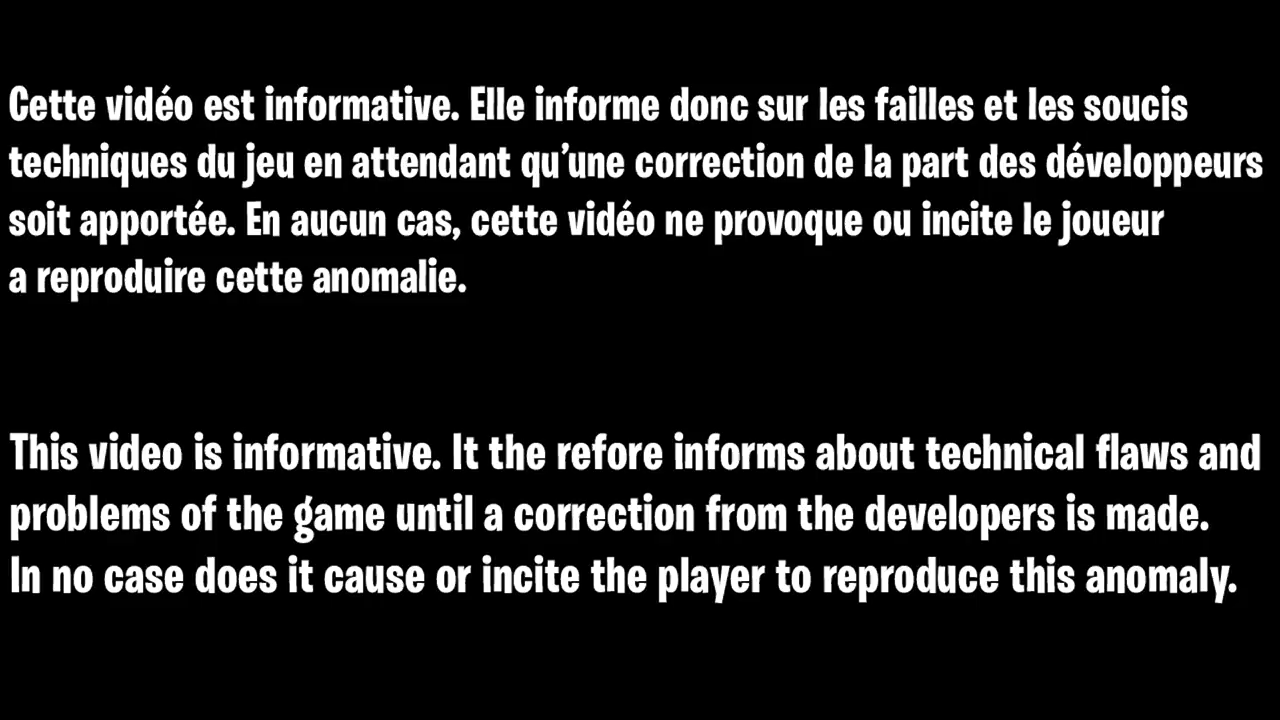 Cette vidéo est informative. Elle informe donc sur les failles et les soucis
techniques du jeu en attendant qu'une correction de la part des développeurs
soit apportée. En aucun cas, cette vidéo ne provoque ou incite le joueur
a reproduire cette anomalie.
This video is informative. It the refore informs about technical flaws and
problems of the game until a correction from the developers is made.
In no case does it cause or incite the player to reproduce this anomaly.